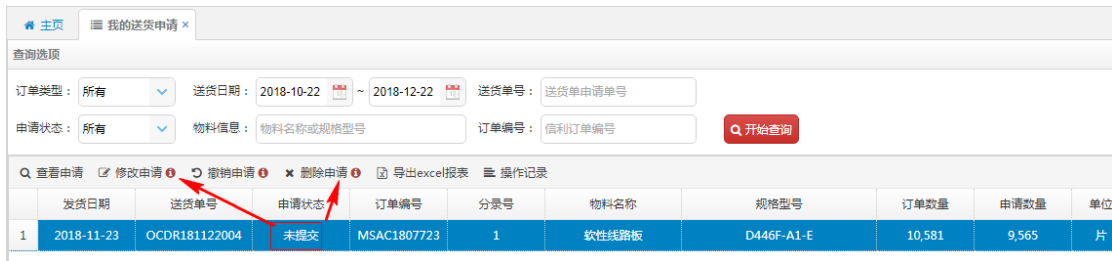 主页 我的送货申请 ×
查询选项
订单类型： 所有 送货日期： 2018-10-22 ~ 2018-12-22 送货单号： 送货单申请单号
申请状态： 所有 物料信息： 物料名称或规格型号 订单编号： 信利订单编号 开始查询
查看申请 修改申请 撤销申请 删除申请 导出excel报表 操作记录
发货日期 送货单号 申请状态 订单编号 分录号 物料名称 规格型号 订单数量 申请数量 单位
1 2018-11-23 OCDR181122004 未提交 MSAC1807723 1 软性线路板 D446F-A1-E 10,581 9,565 片